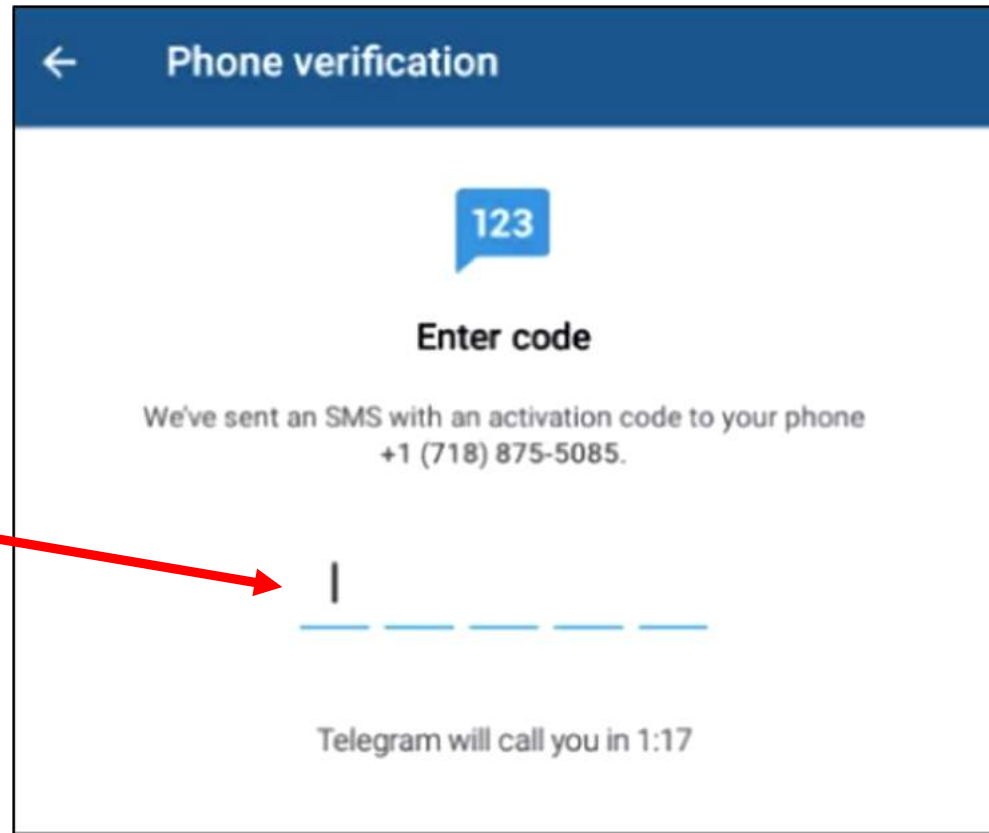 Phone verification
123
Enter code
We've sent an SMS with an activation code to your phone
+1 (718) 875-5085.
Telegram will call you in 1:17